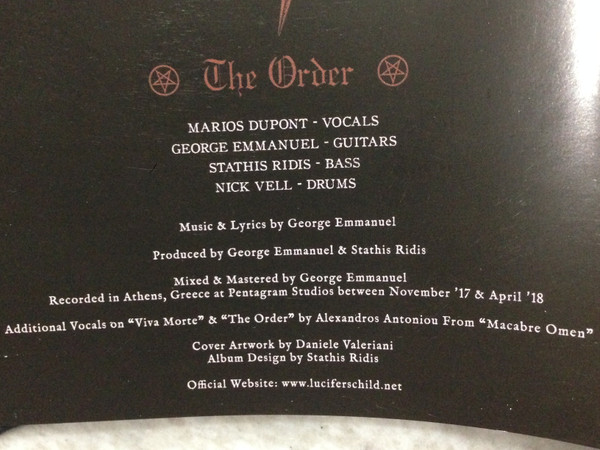 The Order
MARIOS DUPONT - VOCALS
GEORGE EMMANUEL - GUITARS
STATHIS RIDIS - BASS
NICK VELL - DRUMS
Music & Lyrics by George Emmanuel
Produced by George Emmanuel & Stathis Ridis
Mixed & Mastered by George Emmanuel
Recorded in Athens, Greece at Pentagram Studios between November '17 & April '18
Additional Vocals on “Viva Morte” & “The Order” by Alexandros Antoniou From “Macabre Omen”
Cover Artwork by Daniele Valeriani
Album Design by Stathis Ridis
Official Website: www.luciferschild.net